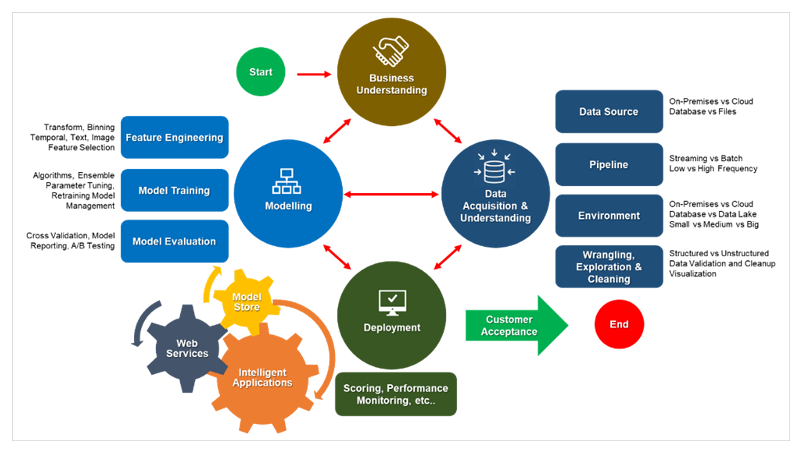 Start
Business
Understanding
Transform, Binning
Temporal, Text, Image
Feature Selection
Feature Engineering
Algorithms, Ensemble
Parameter Tuning,
Retraining Model
Management
Model Training
Cross Validation, Model
Reporting, A/B Testing
Model Evaluation
Modelling
Data
Acquisition &
Understanding
Data Source
On-Premises vs Cloud
Database vs Files
Pipeline
Streaming vs Batch
Low vs High Frequency
Environment
On-Premises vs Cloud
Database vs Data Lake
Small vs Medium vs Big
Wrangling,
Exploration &
Cleaning
Structured vs Unstructured
Data Validation and Cleanup
Visualization
Model
Store
Web
Services
Intelligent
Applications
Deployment
Scoring, Performance
Monitoring, etc..
Customer
Acceptance
End